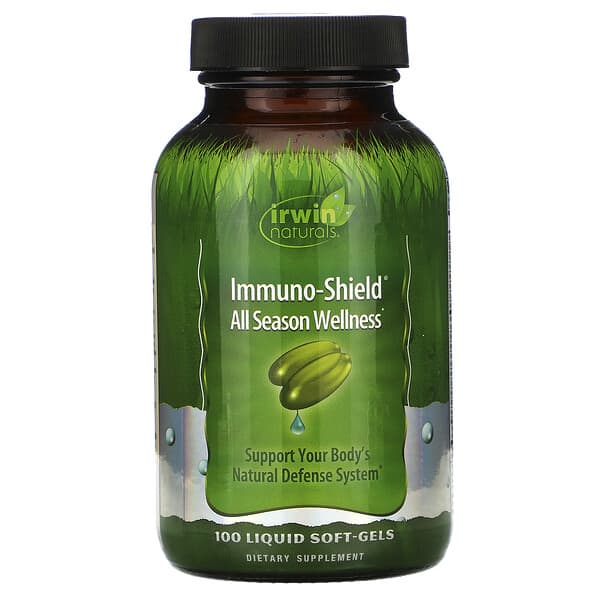 irwin
naturals®
Immuno-Shield®
All Season Wellness*
Support Your Body's
Natural Defense System*
100 LIQUID SOFT-GELS
DIETARY SUPPLEMENT